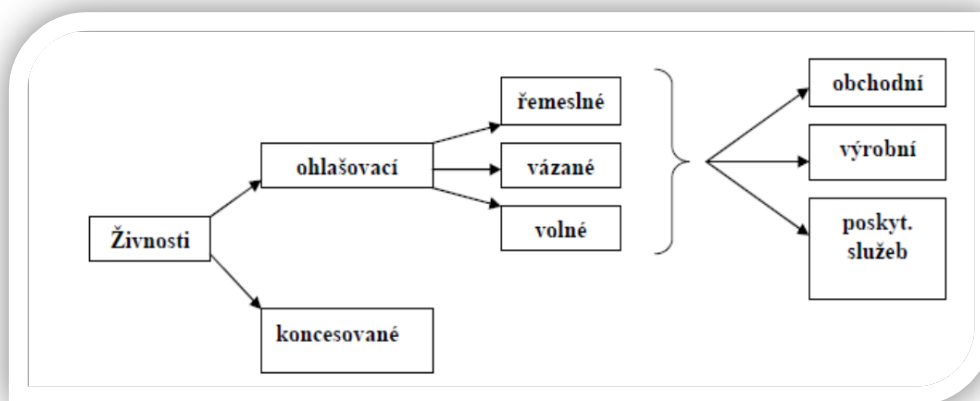 Živnosti
ohlašovací
koncesované
řemeslné
vázané
volné
obchodní
výrobní
poskyt.
služeb